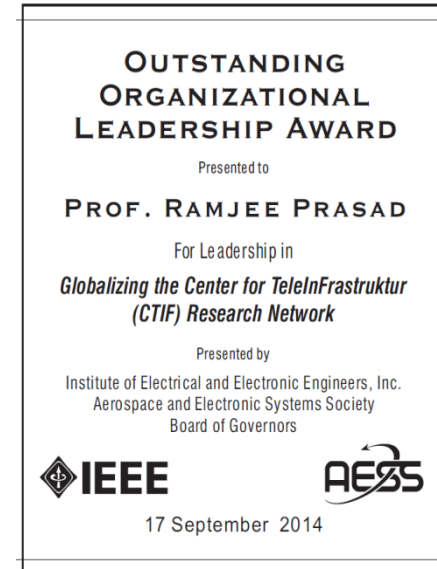 OUTSTANDING
ORGANIZATIONAL
LEADERSHIP AWARD
Presented to
PROF. RAMJEE PRASAD
For Leadership in
Globalizing the Center for TeleInFrastruktur
(CTIF) Research Network
Presented by
Institute of Electrical and Electronic Engineers, Inc.
Aerospace and Electronic Systems Society
Board of Governors
IEEE AESS
17 September 2014